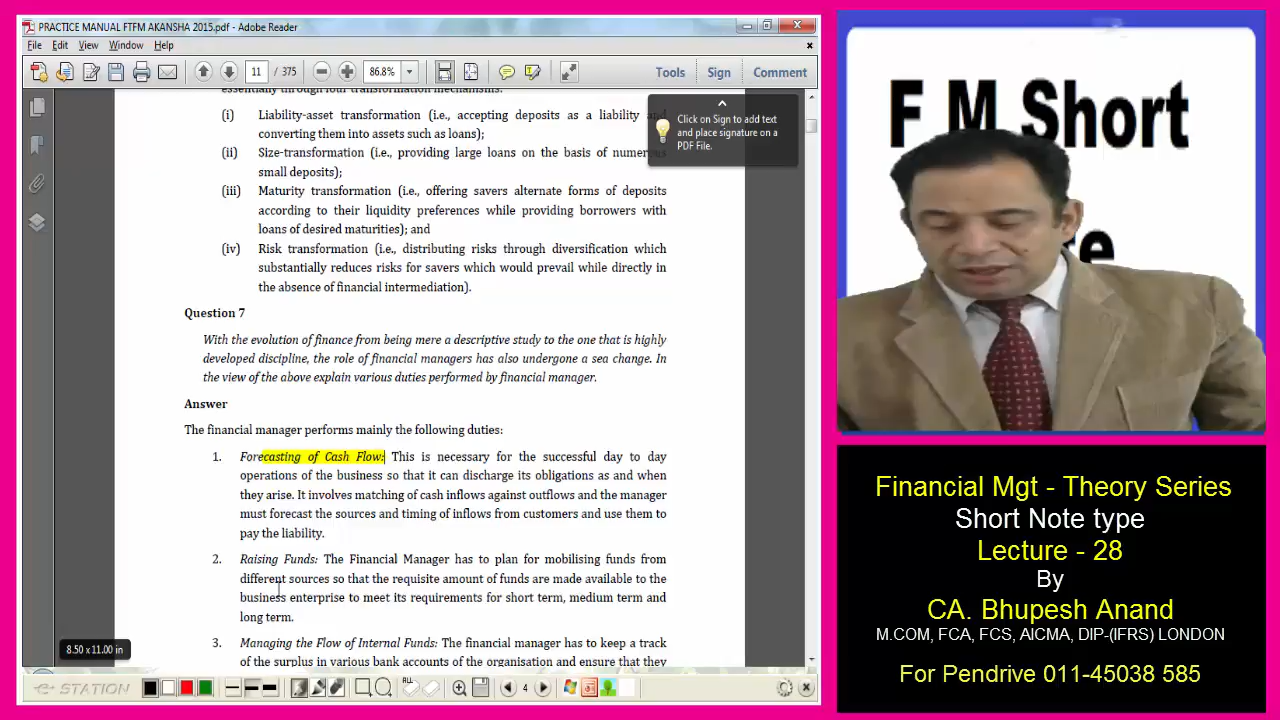 PRACTICE MANUAL FTFM AKANSHA 2015.pdf - Adobe Reader
File Edit View Window Help
11 / 375
86.8%
Tools Sign Comment
essentially through four transformation mechanisms:
(i) Liability-asset transformation (i.e., accepting deposits as a liability and
converting them into assets such as loans);
(ii) Size-transformation (i.e., providing large loans on the basis of numerous
small deposits);
(iii) Maturity transformation (i.e., offering savers alternate forms of deposits
according to their liquidity preferences while providing borrowers with
loans of desired maturities); and
(iv) Risk transformation (i.e., distributing risks through diversification which
substantially reduces risks for savers which would prevail while directly in
the absence of financial intermediation).
Click on Sign to add text
and place signature on a
PDF File.
Question 7
With the evolution of finance from being mere a descriptive study to the one that is highly
developed discipline, the role of financial managers has also undergone a sea change. In
the view of the above explain various duties performed by financial manager.
Answer
The financial manager performs mainly the following duties:
1. Forecasting of Cash Flow: This is necessary for the successful day to day
operations of the business so that it can discharge its obligations as and when
they arise. It involves matching of cash inflows against outflows and the manager
must forecast the sources and timing of inflows from customers and use them to
pay the liability.
2. Raising Funds: The Financial Manager has to plan for mobilising funds from
different sources so that the requisite amount of funds are made available to the
business enterprise to meet its requirements for short term, medium term and
long term.
3. Managing the Flow of Internal Funds: The financial manager has to keep a track
of the surplus in various bank accounts of the organisation and ensure that they
8.50 x 11.00 in
e-STATION
ALL
4
F M Short
Financial Mgt - Theory Series
Short Note type
Lecture - 28
By
CA. Bhupesh Anand
M.COM, FCA, FCS, AICMA, DIP-(IFRS) LONDON
For Pendrive 011-45038 585